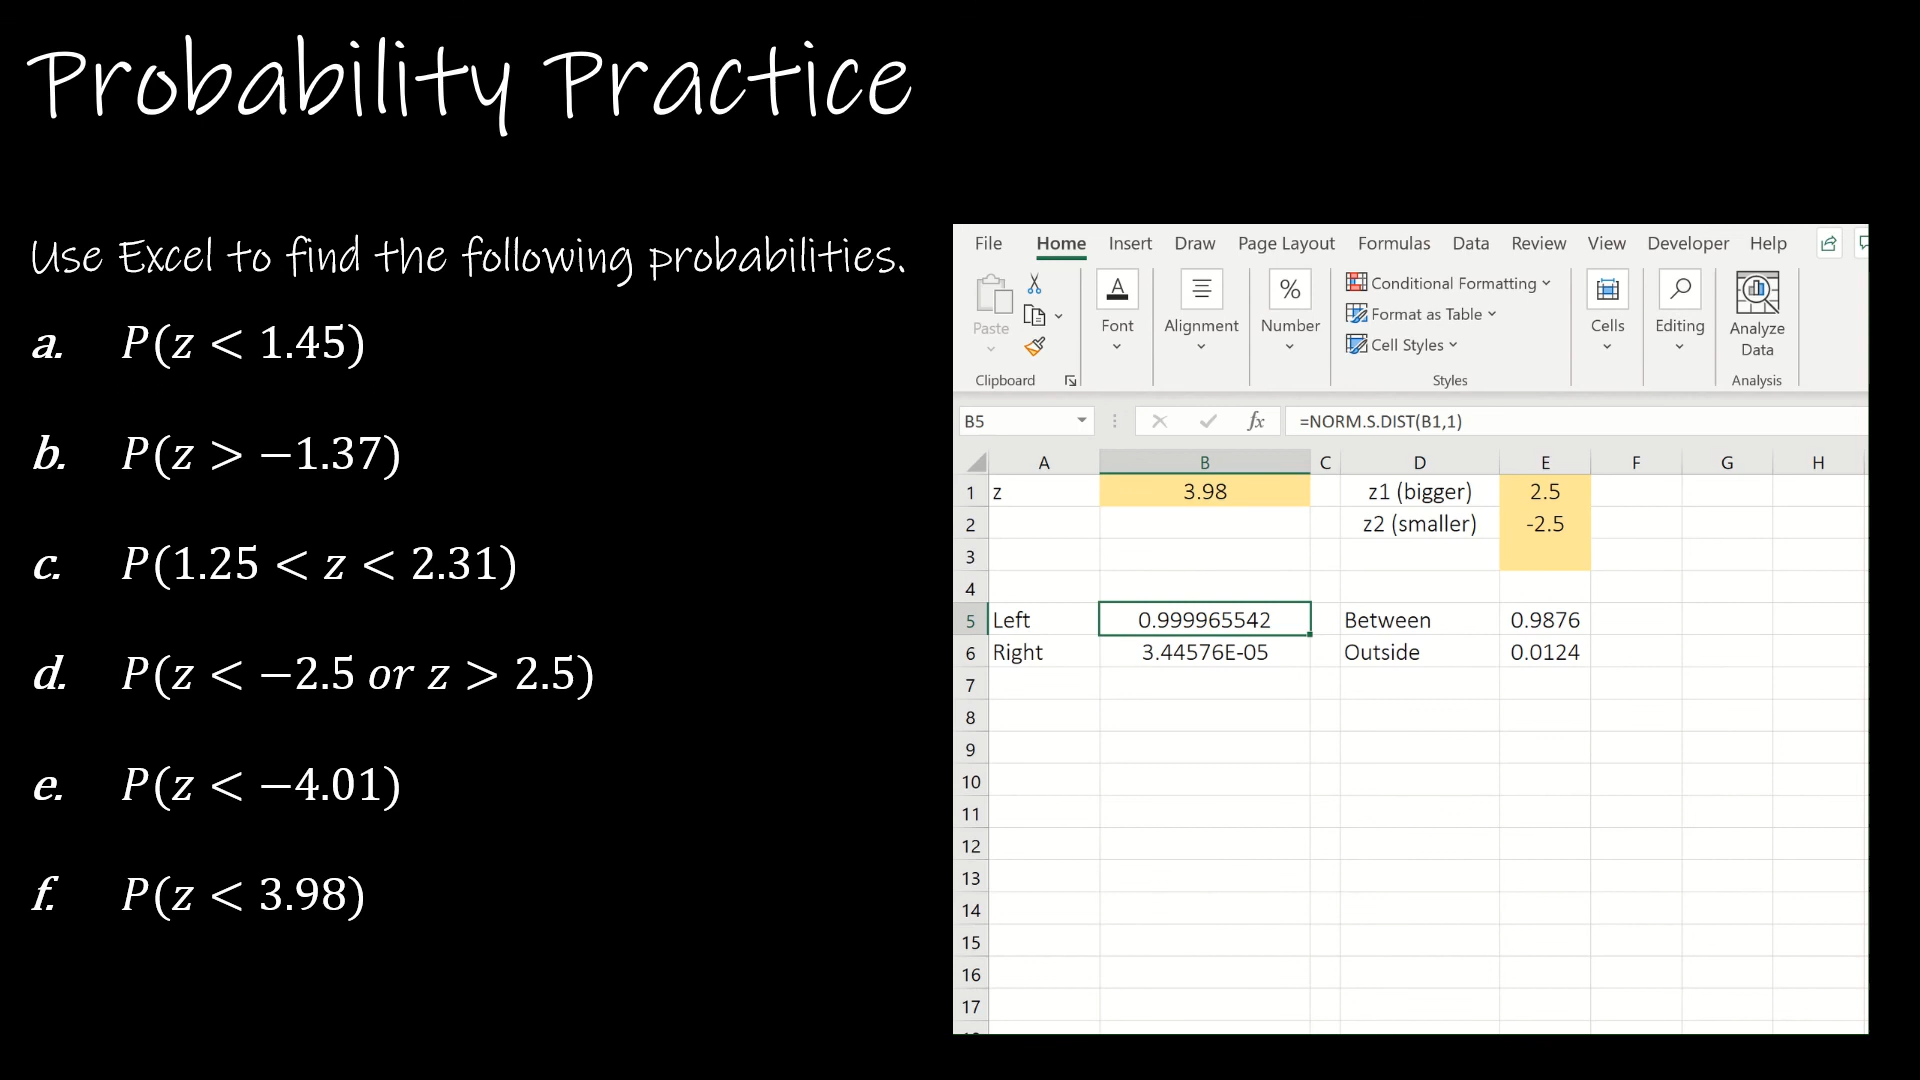 Probability Practice
Use Excel to find the following probabilities.
a. P(z < 1.45)
b. P(z > −1.37)
c. P(1.25 < z < 2.31)
d. P(z < −2.5 or z > 2.5)
e. P(z < −4.01)
f. P(z < 3.98)
File Home Insert Draw Page Layout Formulas Data Review View Developer Help
Paste
Clipboard
A
Font
Alignment
%
Number
Conditional Formatting
Format as Table
Cell Styles
Styles
Cells
Editing
Analyze
Data
Analysis
B5 fx =NORM.S.DIST(B1,1)
A B C D E F G H
1 z 3.98 z1 (bigger) 2.5
2 z2 (smaller) -2.5
3
4
5 Left 0.999965542 Between 0.9876
6 Right 3.44576E-05 Outside 0.0124
7
8
9
10
11
12
13
14
15
16
17